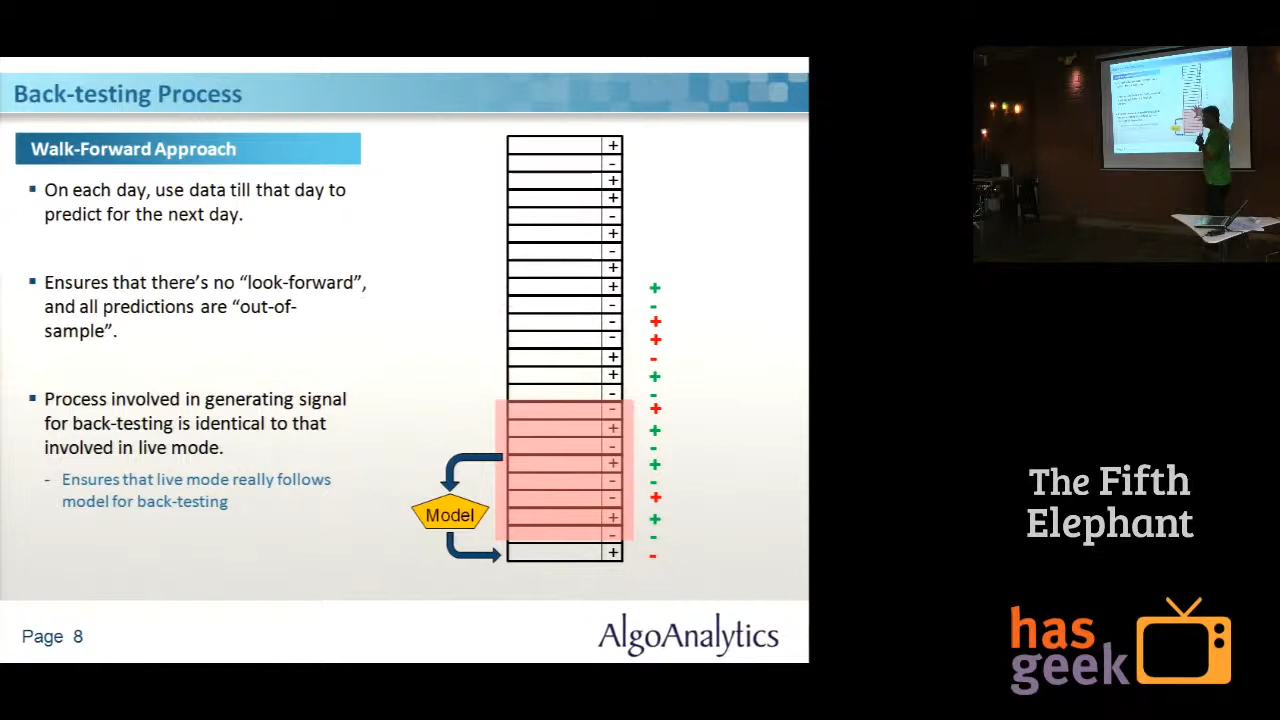 Back-testing Process
Walk-Forward Approach
▪ On each day, use data till that day to
predict for the next day.
▪ Ensures that there's no “look-forward”,
and all predictions are “out-of-
sample”.
▪ Process involved in generating signal
for back-testing is identical to that
involved in live mode.
- Ensures that live mode really follows
model for back-testing
+
-
+
+
-
+
-
+
+ +
- -
- +
- +
+ -
+ +
- -
- +
+ +
- -
+ +
- -
- +
+ +
- -
+ -
Model
Page 8
AlgoAnalytics
The Fifth
Elephant
has
geek